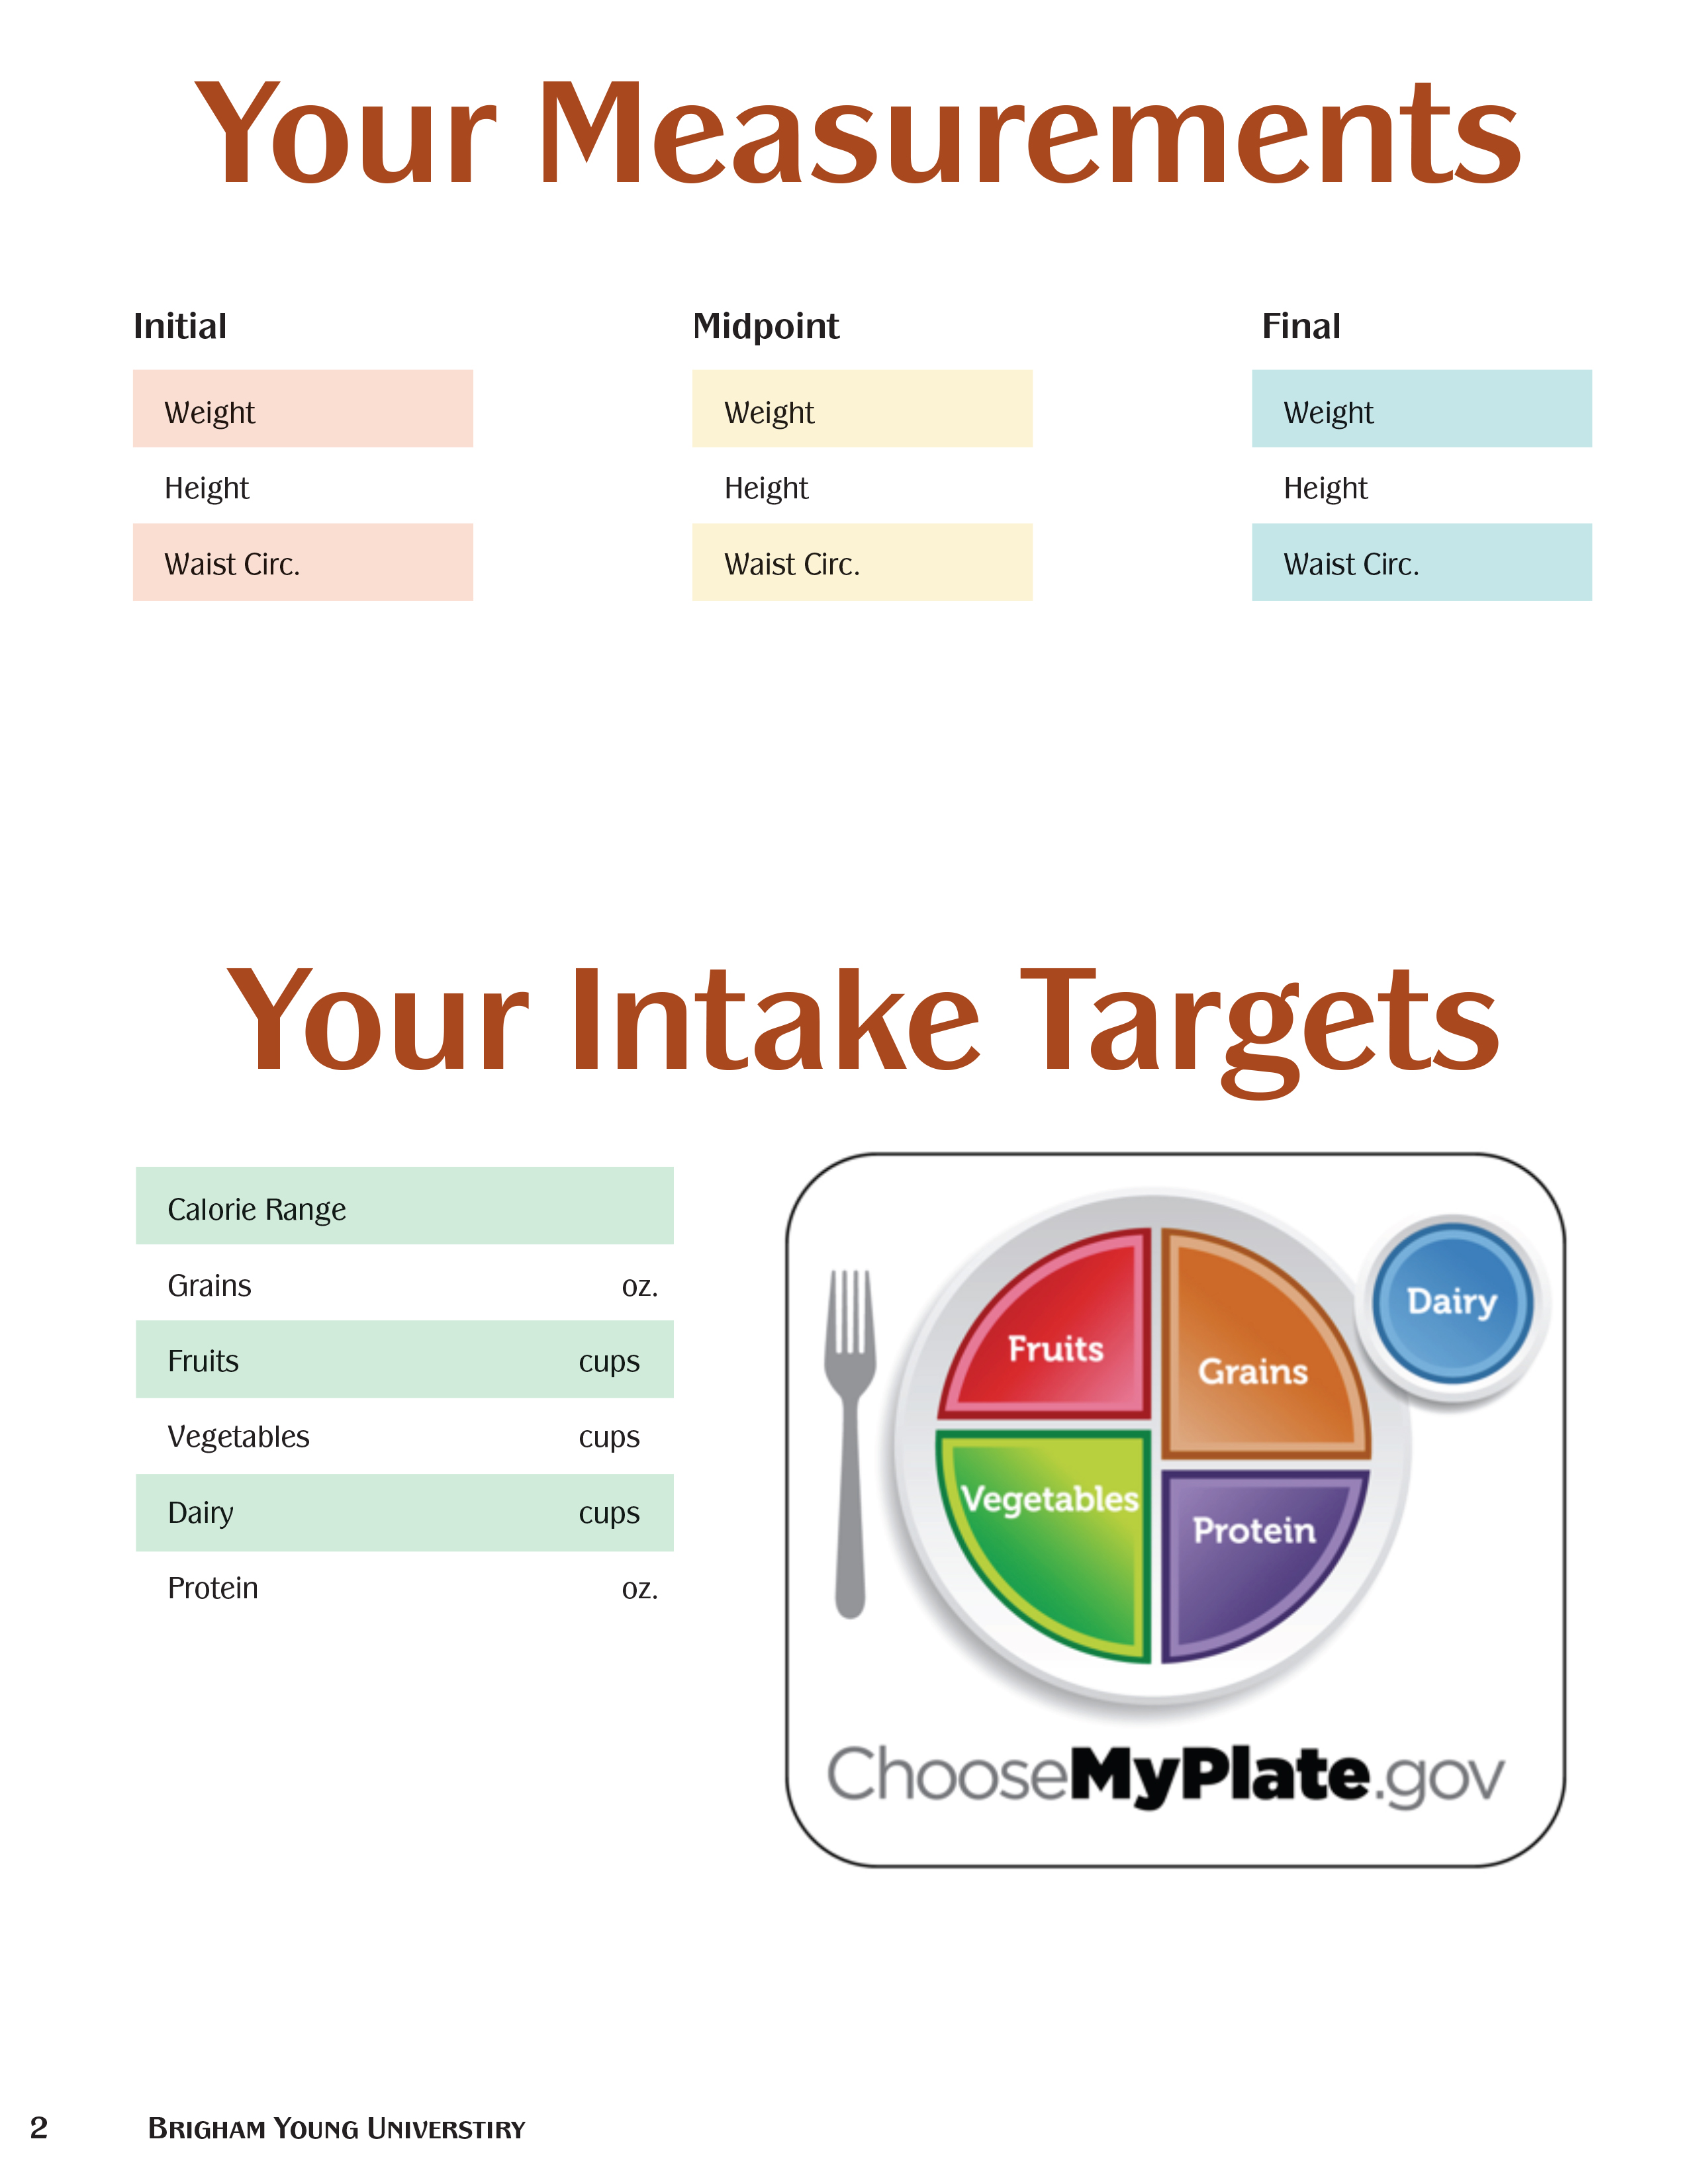 Your Measurements
Initial
Weight
Height
Waist Circ.
Midpoint
Weight
Height
Waist Circ.
Final
Weight
Height
Waist Circ.
Your Intake Targets
Calorie Range
Grains oz.
Fruits cups
Vegetables cups
Dairy cups
Protein oz.
Fruits
Grains
Dairy
Vegetables
Protein
ChooseMyPlate.gov
2 Brigham Young Universtiry